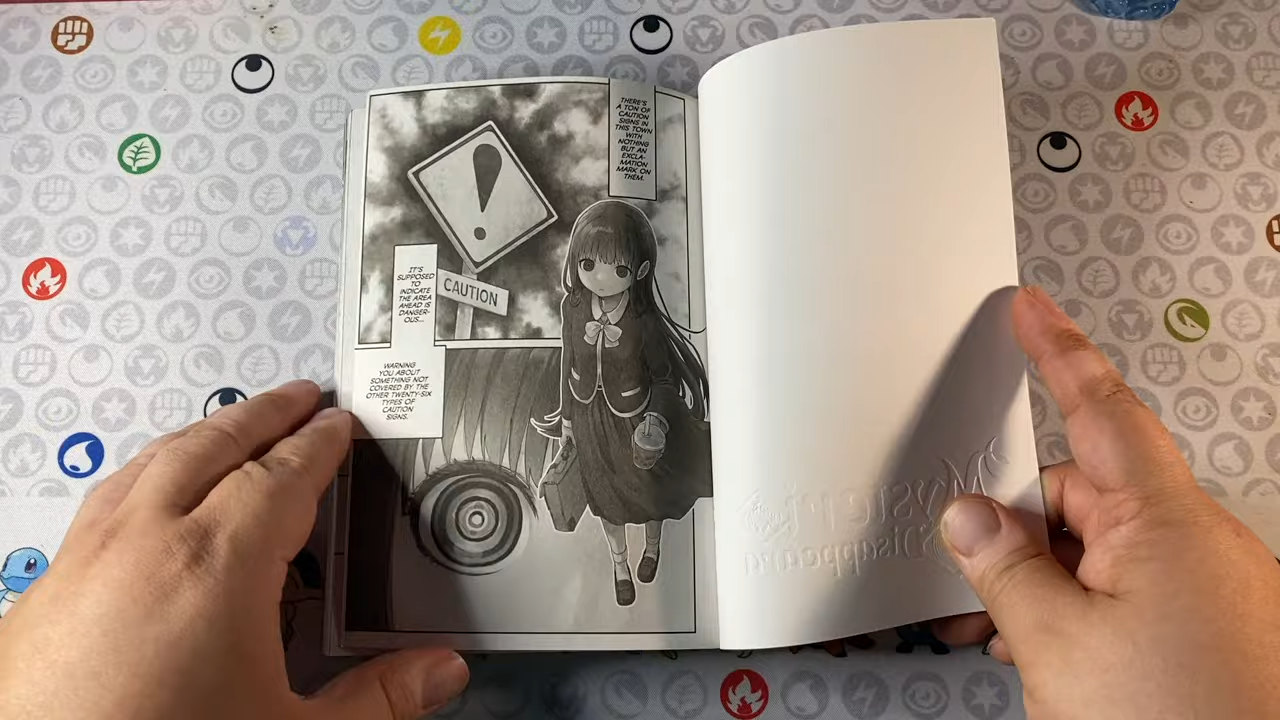 THERE'S
A TON OF
CAUTION
SIGNS IN
THIS TOWN
WITH
NOTHING
BUT AN
EXCLA-
MATION
MARK ON
THEM.
!
CAUTION
IT'S
SUPPOSED
TO
INDICATE
THE AREA
AHEAD IS
DANGER-
OUS...
WARNING
YOU ABOUT
SOMETHING NOT
COVERED BY THE
OTHER TWENTY-SIX
TYPES OF
CAUTION
SIGNS.
Disappears